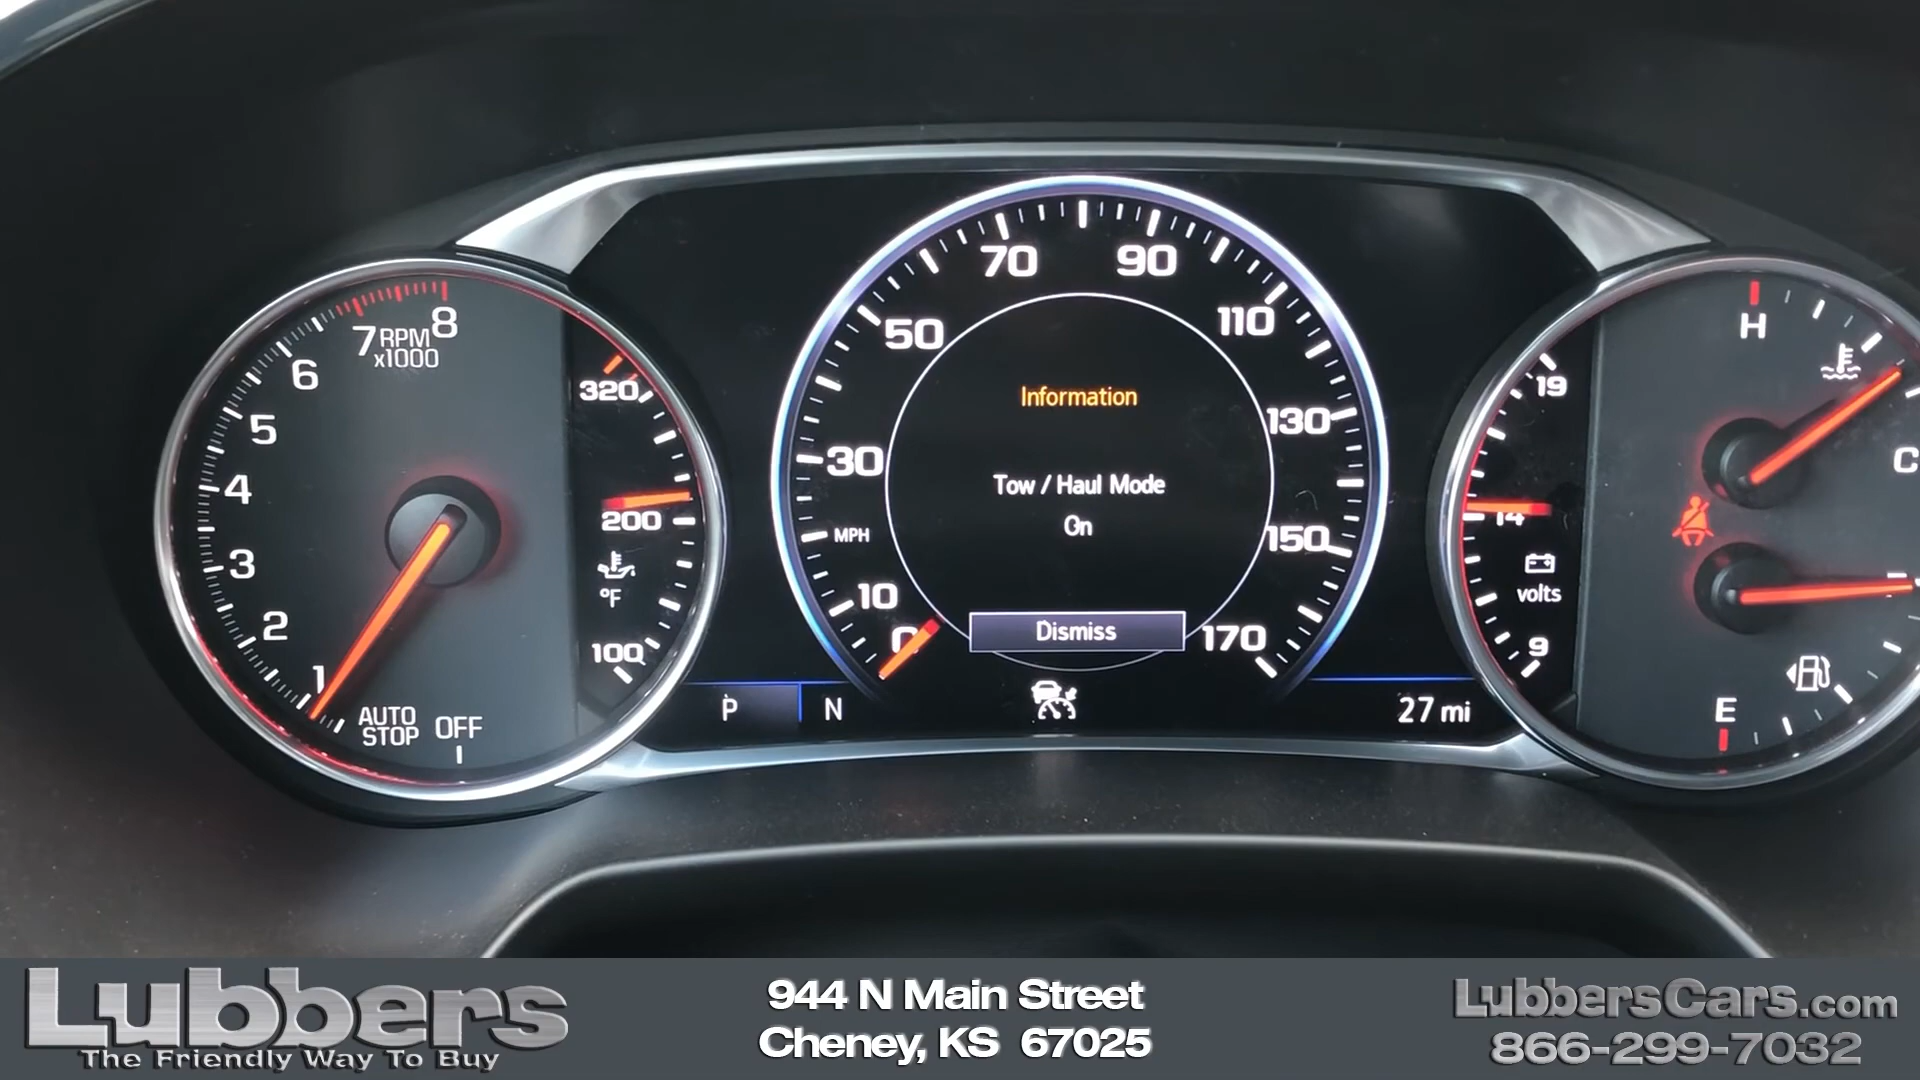 7 RPM 8
x1000
6
5
4
3
2
1
AUTO
STOP
OFF
320
200
°F
100
70
90
50
110
30
130
MPH
150
10
0
170
Information
Tow / Haul Mode
On
Dismiss
P
N
27 mi
19
14
volts
9
H
C
E
Lubbers
The Friendly Way To Buy
944 N Main Street
Cheney, KS 67025
LubbersCars.com
866-299-7032